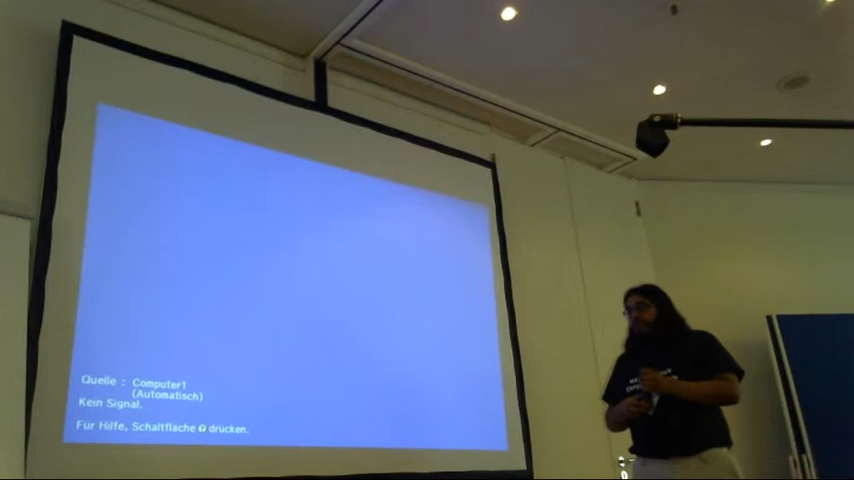 Quelle : Computer1
(Automatisch)
Kein Signal.
Für Hilfe, Schaltfläche ? drücken.